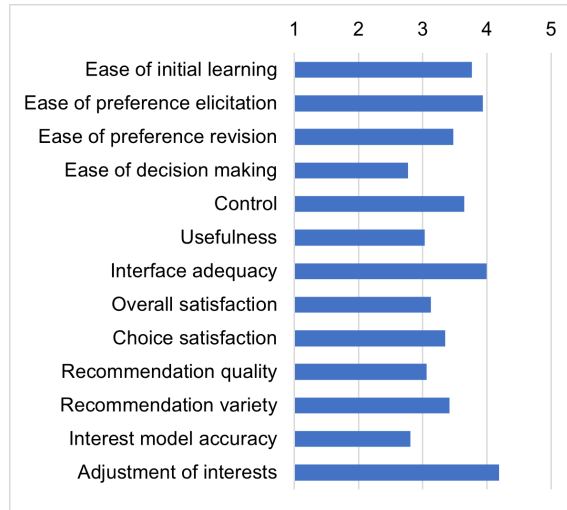 1 2 3 4 5
Ease of initial learning
Ease of preference elicitation
Ease of preference revision
Ease of decision making
Control
Usefulness
Interface adequacy
Overall satisfaction
Choice satisfaction
Recommendation quality
Recommendation variety
Interest model accuracy
Adjustment of interests